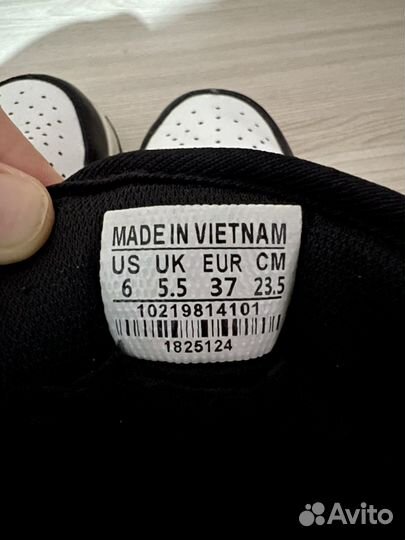 MADE IN VIETNAM
US UK EUR CM
6 5.5 37 23.5
10219814101
1825124
Avito